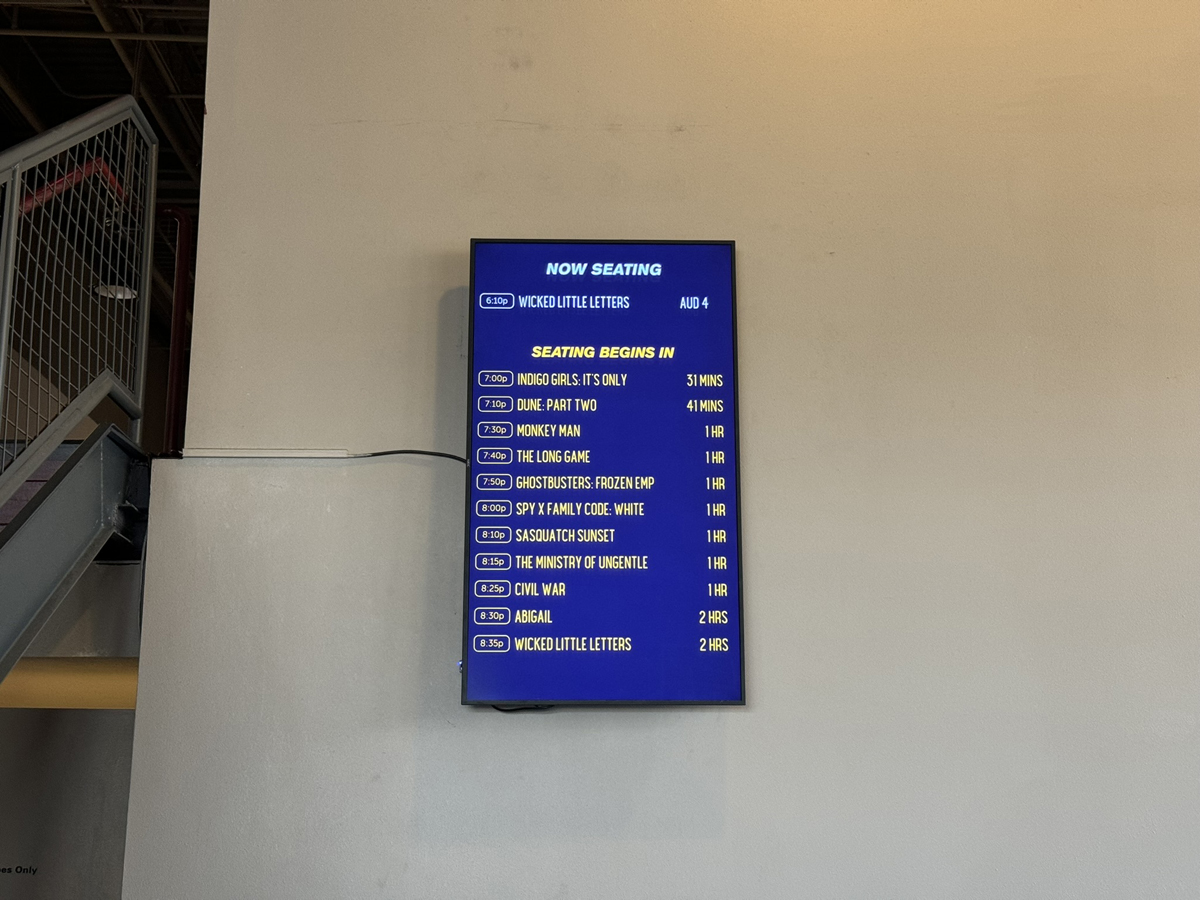 NOW SEATING
6:10p WICKED LITTLE LETTERS AUD 4
SEATING BEGINS IN
7:00p INDIGO GIRLS: IT'S ONLY 31 MINS
7:10p DUNE: PART TWO 41 MINS
7:30p MONKEY MAN 1 HR
7:40p THE LONG GAME 1 HR
7:50p GHOSTBUSTERS: FROZEN EMP 1 HR
8:00p SPY X FAMILY CODE: WHITE 1 HR
8:10p SASQUATCH SUNSET 1 HR
8:15p THE MINISTRY OF UNGENTLE 1 HR
8:25p CIVIL WAR 1 HR
8:30p ABIGAIL 2 HRS
8:35p WICKED LITTLE LETTERS 2 HRS
Only